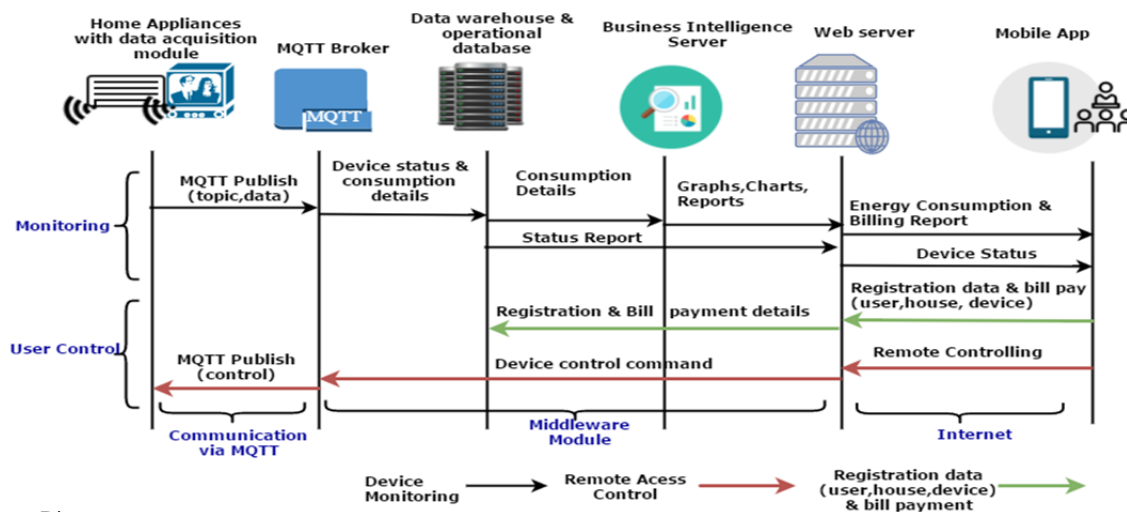 Home Appliances
with data acquisition
module
MQTT Broker
Data warehouse &
operational
database
Business Intelligence
Server
Web server
Mobile App
MQTT
Monitoring
MQTT Publish
(topic,data)
Device status &
consumption
details
Consumption
Details
Graphs,Charts,
Reports
Energy Consumption &
Billing Report
Status Report
Device Status
User Control
Registration data & bill pay
(user,house, device)
Registration & Bill payment details
Remote Controlling
Device control command
MQTT Publish
(control)
Communication
via MQTT
Middleware
Module
Internet
Device
Monitoring
Remote Acess
Control
Registration data
(user,house,device)
& bill payment